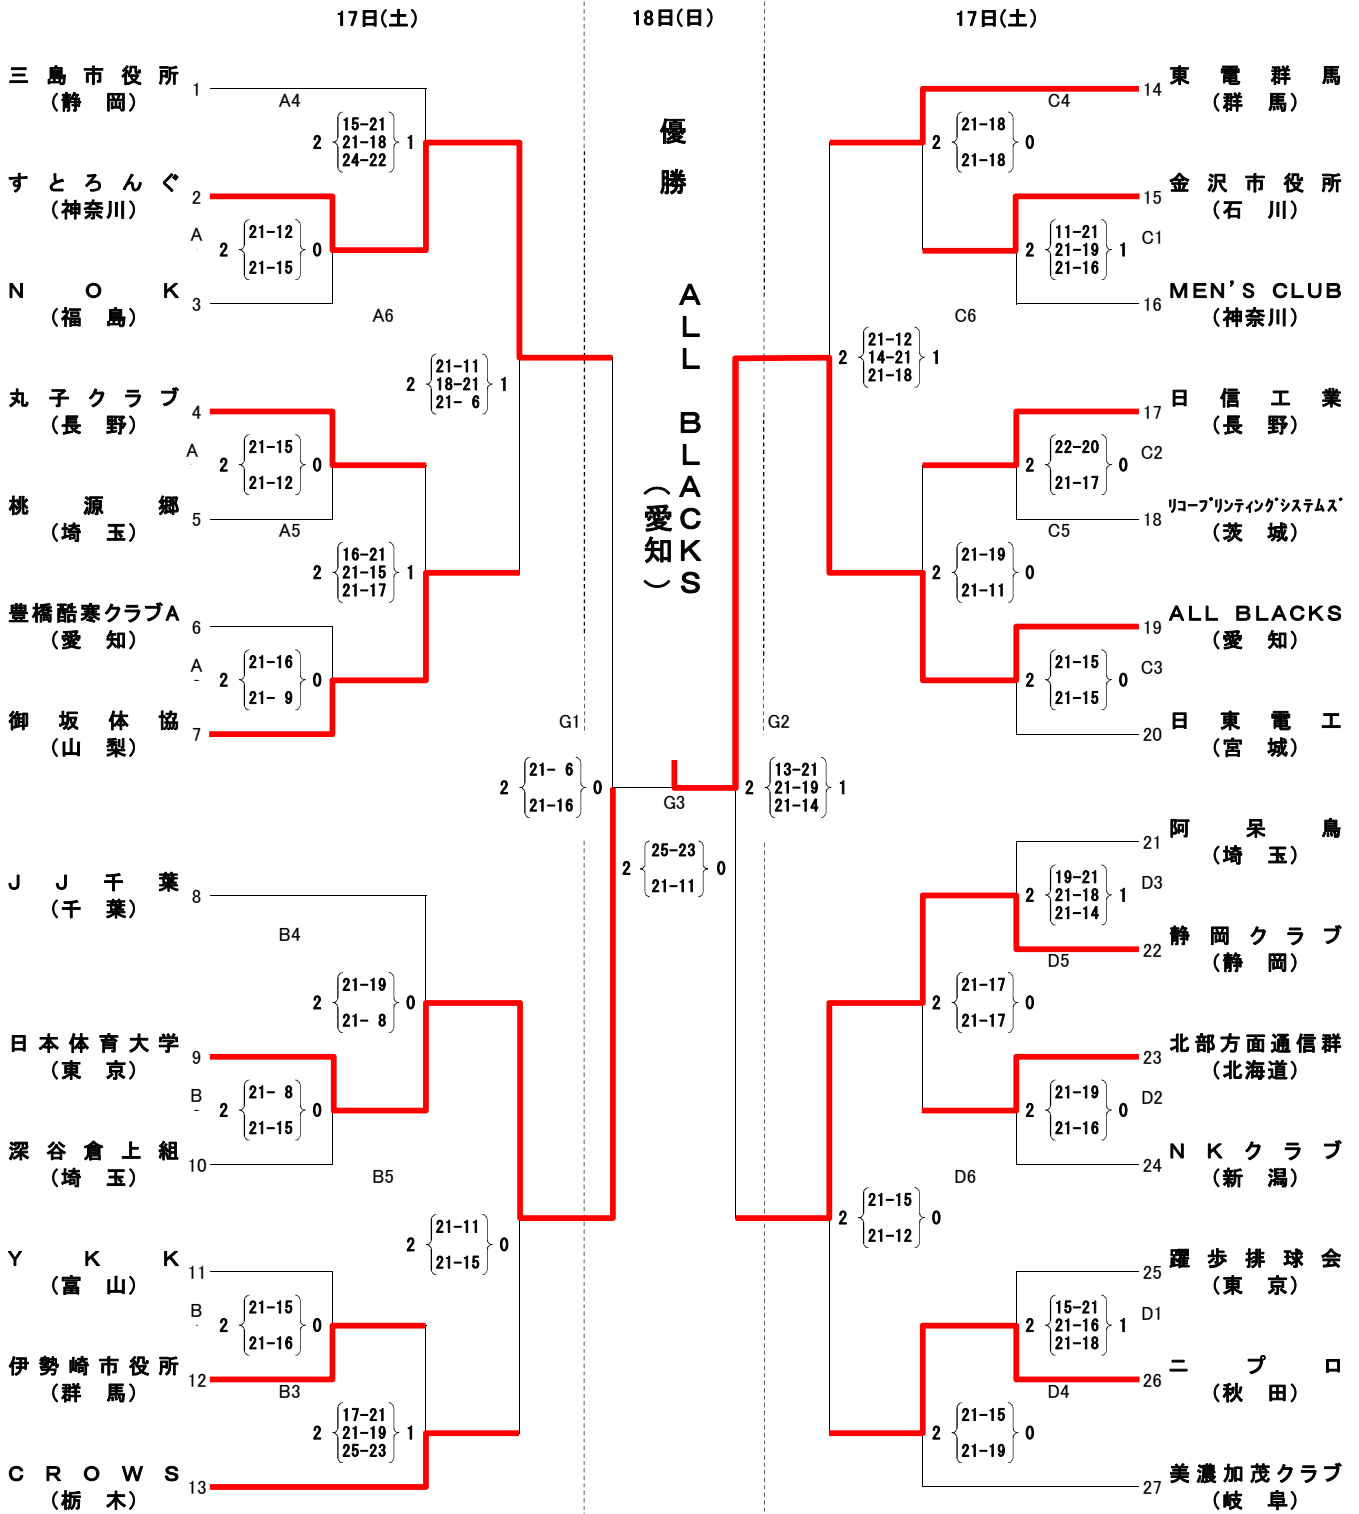 17日(土)
18日(日)
17日(土)
優勝
ALL BLACKS
（愛知）
三島市役所
（静岡）
1
A4
15-21
2 21-18 1
24-22
すとろんぐ
（神奈川）
2
A
21-12
2 0
21-15
NOK
（福島）
3
A6
21-11
2 18-21 1
21- 6
丸子クラブ
（長野）
4
A
21-15
2 0
21-12
桃源郷
（埼玉）
5
A5
16-21
2 21-15 1
21-17
豊橋酷寒クラブA
（愛知）
6
A
21-16
2 0
21- 9
御坂体協
（山梨）
7
G1
21- 6
2 0
21-16
JJ千葉
（千葉）
8
B4
21-19
2 0
21- 8
日本体育大学
（東京）
9
B
21- 8
2 0
21-15
深谷倉上組
（埼玉）
10
B5
21-11
2 0
21-15
YKK
（富山）
11
B
21-15
2 0
21-16
伊勢崎市役所
（群馬）
12
B3
17-21
2 21-19 1
25-23
CROWS
（栃木）
13
G3
25-23
2 0
21-11
G2
13-21
2 21-19 1
21-14
東電群馬
（群馬）
14
C4
21-18
2 0
21-18
金沢市役所
（石川）
15
C1
11-21
2 21-19 1
21-16
MEN'S CLUB
（神奈川）
16
C6
21-12
2 14-21 1
21-18
日信工業
（長野）
17
C2
22-20
2 0
21-17
ﾘｺｰﾌﾟﾘﾝﾃｨﾝｸﾞｼｽﾃﾑｽﾞ
（茨城）
18
C5
21-19
2 0
21-11
ALL BLACKS
（愛知）
19
C3
21-15
2 0
21-15
日東電工
（宮城）
20
阿呆鳥
（埼玉）
21
D3
19-21
2 21-18 1
21-14
静岡クラブ
（静岡）
22
D5
21-17
2 0
21-17
北部方面通信群
（北海道）
23
D2
21-19
2 0
21-16
NKクラブ
（新潟）
24
D6
21-15
2 0
21-12
躍歩排球会
（東京）
25
D1
15-21
2 21-16 1
21-18
ニプロ
（秋田）
26
D4
21-15
2 0
21-19
美濃加茂クラブ
（岐阜）
27